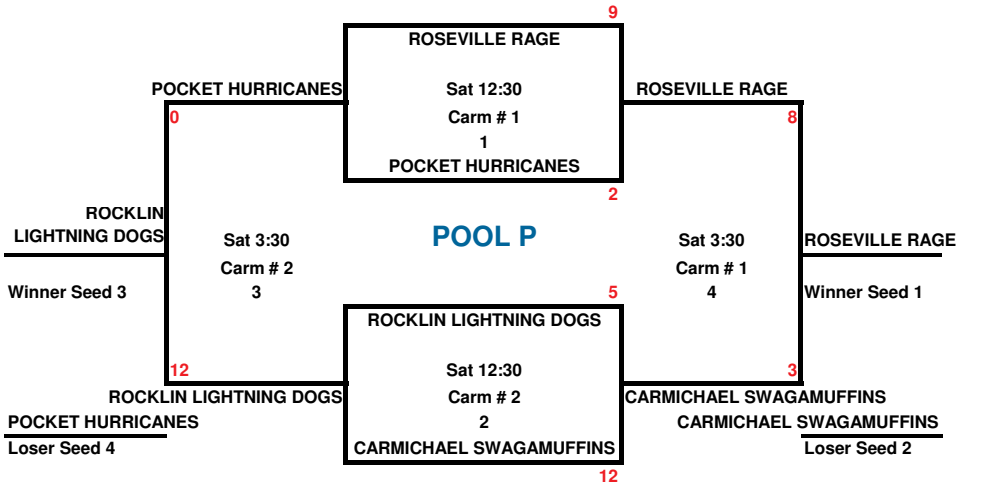 9
ROSEVILLE RAGE
POCKET HURRICANES
Sat 12:30
ROSEVILLE RAGE
0
Carm # 1
8
1
POCKET HURRICANES
2
ROCKLIN
LIGHTNING DOGS
Sat 3:30
POOL P
Sat 3:30
ROSEVILLE RAGE
Carm # 2
Carm # 1
Winner Seed 3
3
5
4
Winner Seed 1
ROCKLIN LIGHTNING DOGS
12
Sat 12:30
3
ROCKLIN LIGHTNING DOGS
Carm # 2
CARMICHAEL SWAGAMUFFINS
POCKET HURRICANES
2
CARMICHAEL SWAGAMUFFINS
Loser Seed 4
CARMICHAEL SWAGAMUFFINS
Loser Seed 2
12